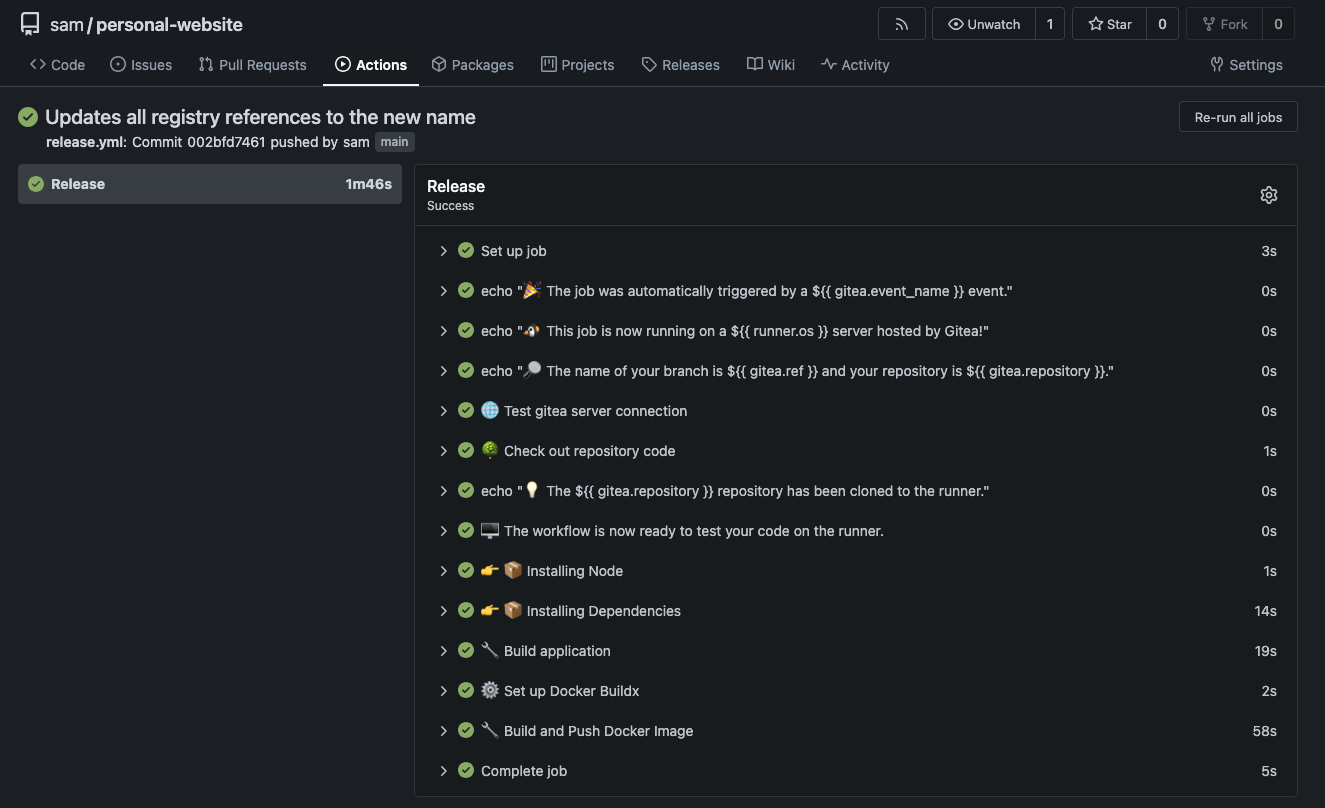 sam / personal-website
Unwatch 1 Star 0 Fork 0
Code Issues Pull Requests Actions Packages Projects Releases Wiki Activity Settings
Updates all registry references to the new name
Re-run all jobs
release.yml: Commit 002bfd7461 pushed by sam main
Release 1m46s
Release
Success
Set up job 3s
echo "🎉 The job was automatically triggered by a ${{ gitea.event_name }} event." 0s
echo "🐧 This job is now running on a ${{ runner.os }} server hosted by Gitea!" 0s
echo "🔎 The name of your branch is ${{ gitea.ref }} and your repository is ${{ gitea.repository }}." 0s
🌐 Test gitea server connection 0s
🌳 Check out repository code 1s
echo "💡 The ${{ gitea.repository }} repository has been cloned to the runner." 0s
🖥️ The workflow is now ready to test your code on the runner. 0s
👉 📦 Installing Node 1s
👉 📦 Installing Dependencies 14s
🔧 Build application 19s
⚙️ Set up Docker Buildx 2s
🔧 Build and Push Docker Image 58s
Complete job 5s